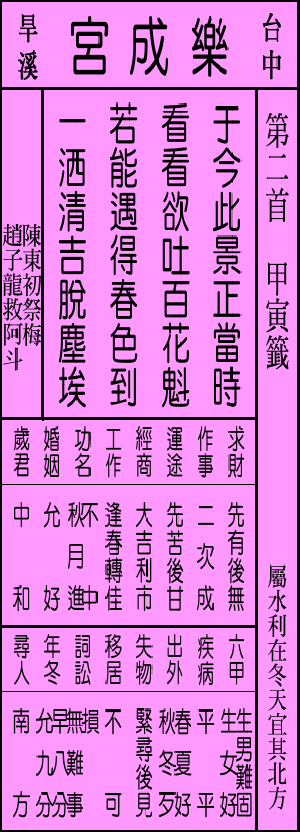 台中
樂成宮
旱溪
第二首 甲寅籤
屬水利在冬天宜其北方
于今此景正當時
看看欲吐百花魁
若能遇得春色到
一洒清吉脫塵埃
陳東初祭梅
趙子龍救阿斗
求財 先有後無
作事 二次成
運途 先苦後甘
經商 大吉利市
工作 逢春轉佳
功名 不中 秋月進
婚姻 允好
歲君 中和
六甲 生男難固 生女好
疾病 平平
出外 春夏好 秋冬歹
失物 緊尋後見
移居 不可
詞訟 損 無難事
年冬 早八分 允九分
尋人 南方